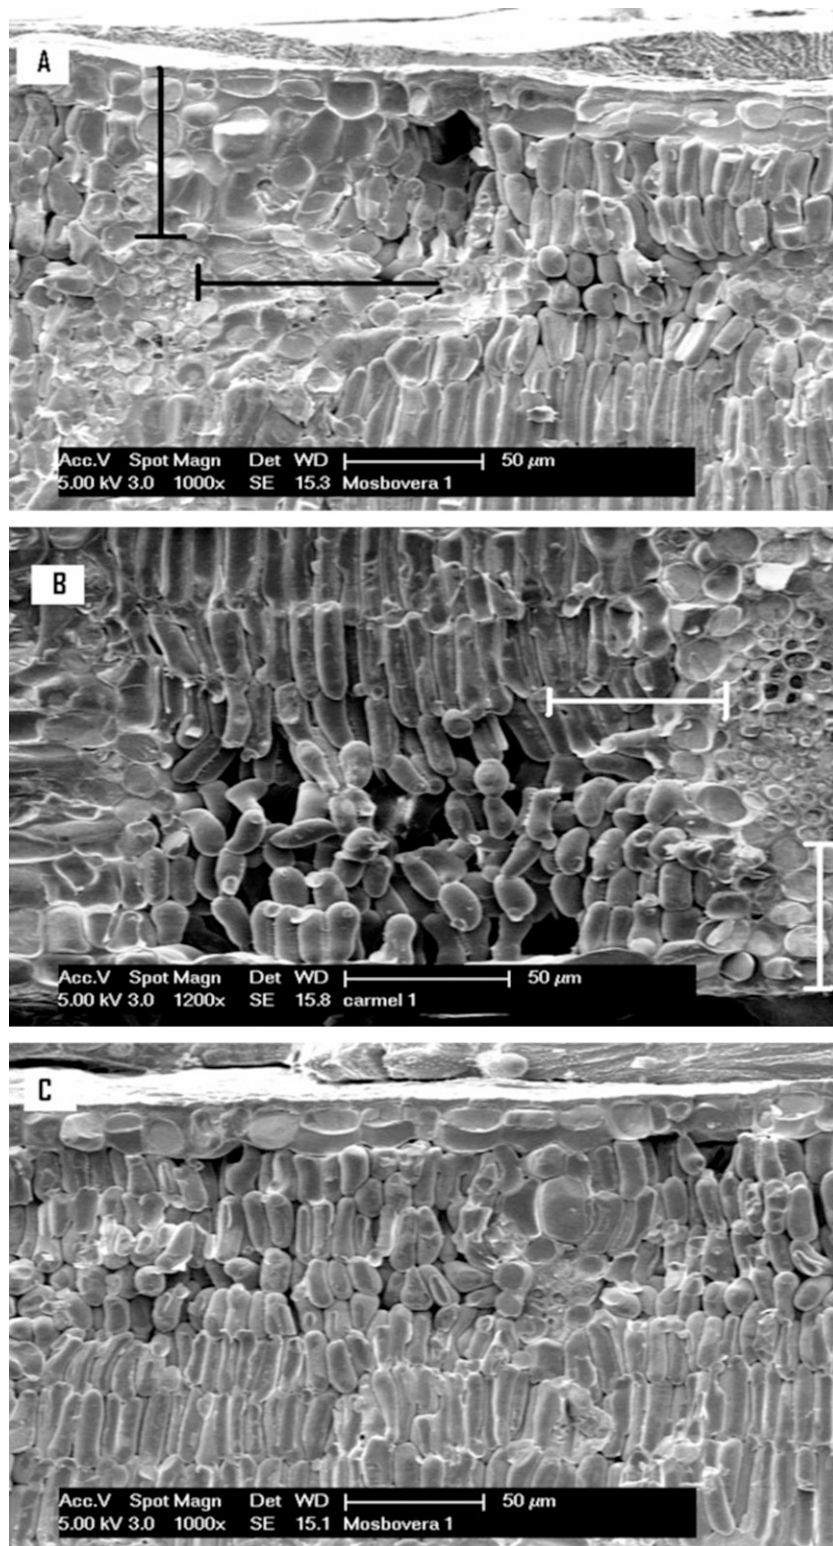 A
Acc.V Spot Magn Det WD 50 µm
5.00 kV 3.0 1000x SE 15.3 Mosbovera 1
B
Acc.V Spot Magn Det WD 50 µm
5.00 kV 3.0 1200x SE 15.8 carmel 1
C
Acc.V Spot Magn Det WD 50 µm
5.00 kV 3.0 1000x SE 15.1 Mosbovera 1